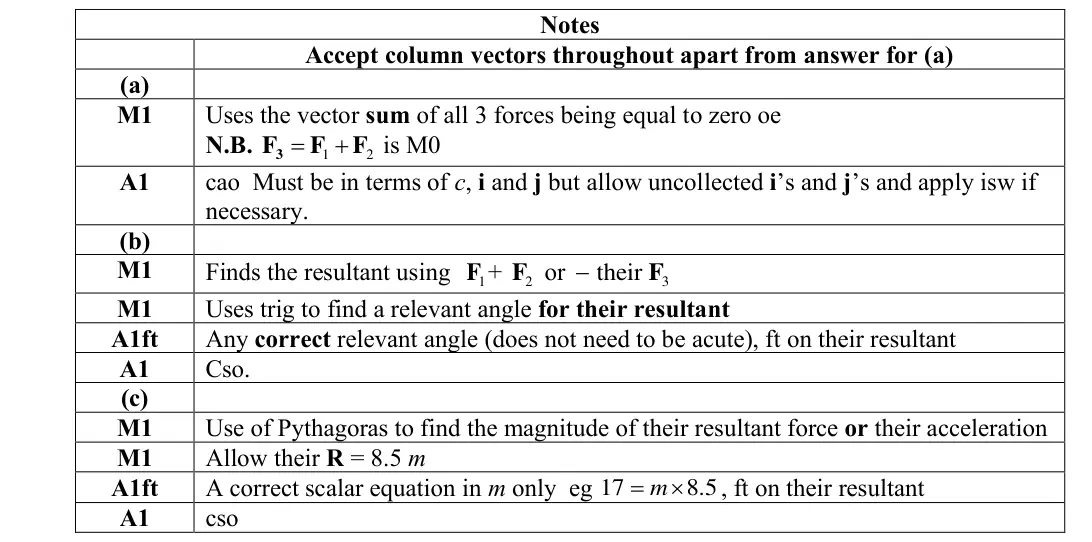 Notes
Accept column vectors throughout apart from answer for (a)
(a)
M1 Uses the vector sum of all 3 forces being equal to zero oe
N.B. F₃ = F₁ + F₂ is M0
A1 cao Must be in terms of c, i and j but allow uncollected i’s and j’s and apply isw if
necessary.
(b)
M1 Finds the resultant using F₁ + F₂ or – their F₃
M1 Uses trig to find a relevant angle for their resultant
A1ft Any correct relevant angle (does not need to be acute), ft on their resultant
A1 Cso.
(c)
M1 Use of Pythagoras to find the magnitude of their resultant force or their acceleration
M1 Allow their R = 8.5 m
A1ft A correct scalar equation in m only eg 17 = m×8.5 , ft on their resultant
A1 cso